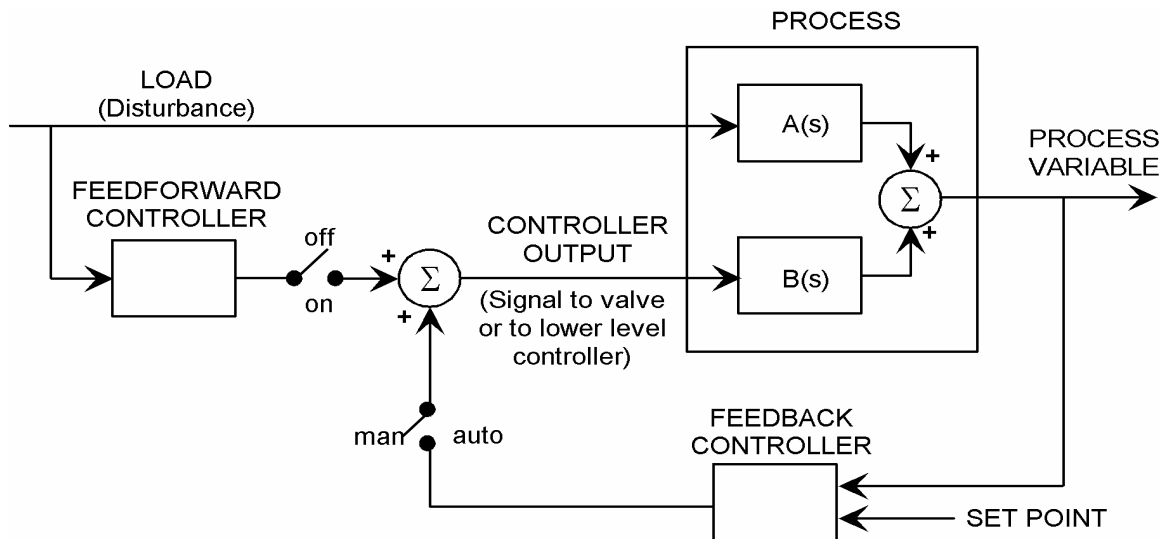 PROCESS
LOAD
(Disturbance)
A(s)
+
Σ
+
PROCESS
VARIABLE
FEEDFORWARD
CONTROLLER
off
on
+
Σ
+
CONTROLLER
OUTPUT
(Signal to valve
or to lower level
controller)
B(s)
man
auto
FEEDBACK
CONTROLLER
SET POINT